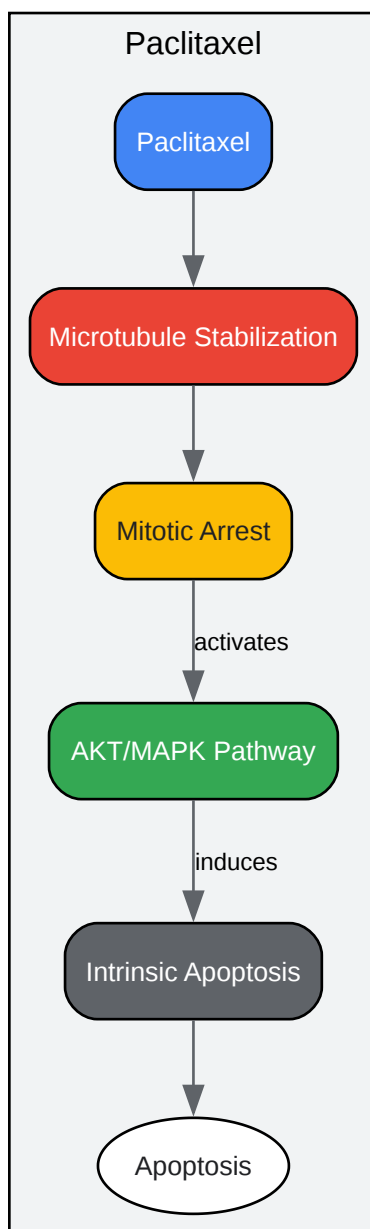 Paclitaxel
Paclitaxel
Microtubule Stabilization
Mitotic Arrest
activates
AKT/MAPK Pathway
induces
Intrinsic Apoptosis
Apoptosis